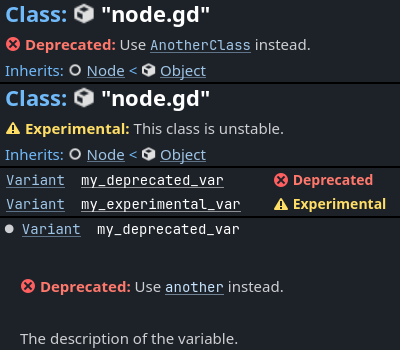 Class: "node.gd"
Deprecated: Use AnotherClass instead.
Inherits: Node < Object
Class: "node.gd"
Experimental: This class is unstable.
Inherits: Node < Object
Variant my_deprecated_var Deprecated
Variant my_experimental_var Experimental
Variant my_deprecated_var
Deprecated: Use another instead.
The description of the variable.